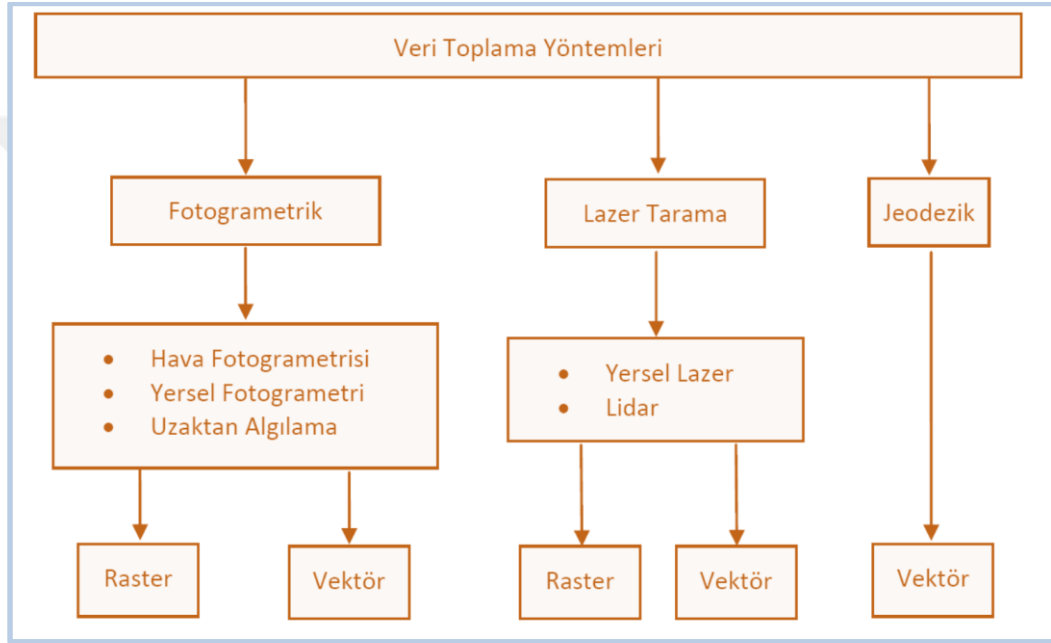 Veri Toplama Yöntemleri
Fotogrametrik
Lazer Tarama
Jeodezik
• Hava Fotogrametrisi
• Yersel Fotogrametri
• Uzaktan Algılama
• Yersel Lazer
• Lidar
Raster
Vektör
Raster
Vektör
Vektör